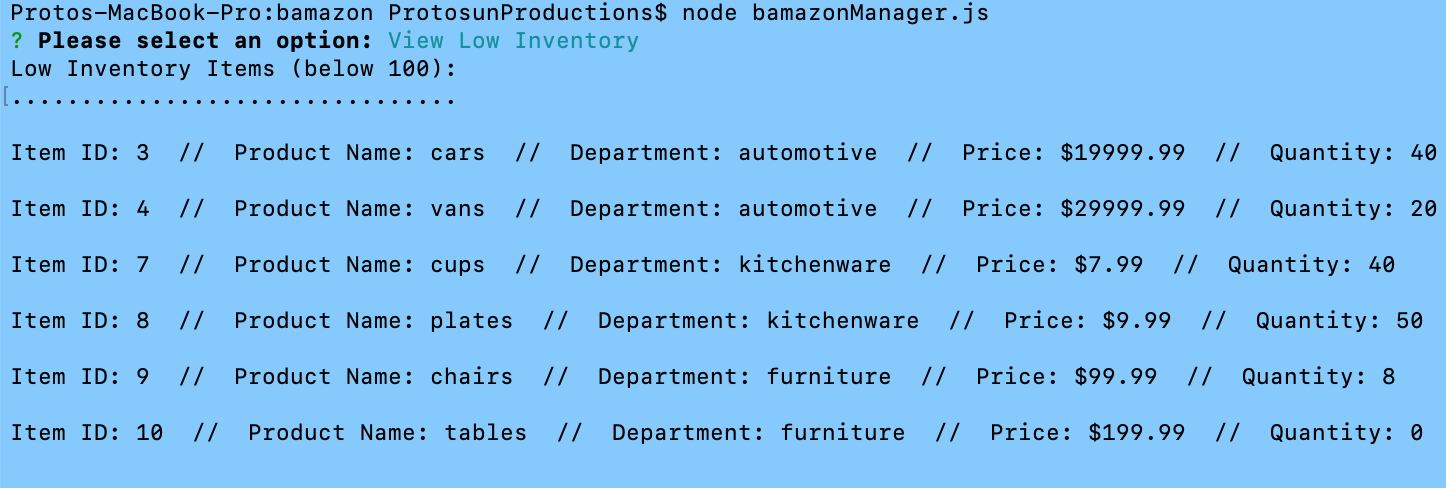 Protos-MacBook-Pro:bamazon ProtosunProductions$ node bamazonManager.js
? Please select an option: View Low Inventory
Low Inventory Items (below 100):
[................................
Item ID: 3  //  Product Name: cars  //  Department: automotive  //  Price: $19999.99  //  Quantity: 40
Item ID: 4  //  Product Name: vans  //  Department: automotive  //  Price: $29999.99  //  Quantity: 20
Item ID: 7  //  Product Name: cups  //  Department: kitchenware  //  Price: $7.99  //  Quantity: 40
Item ID: 8  //  Product Name: plates  //  Department: kitchenware  //  Price: $9.99  //  Quantity: 50
Item ID: 9  //  Product Name: chairs  //  Department: furniture  //  Price: $99.99  //  Quantity: 8
Item ID: 10  //  Product Name: tables  //  Department: furniture  //  Price: $199.99  //  Quantity: 0